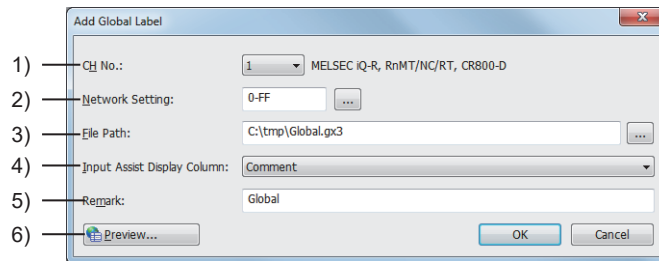 Add Global Label
1) CH No.: 1 MELSEC iQ-R, RnMT/NC/RT, CR800-D
2) Network Setting: 0-FF ...
3) File Path: C:\tmp\Global.gx3 ...
4) Input Assist Display Column: Comment
5) Remark: Global
6) Preview... OK Cancel